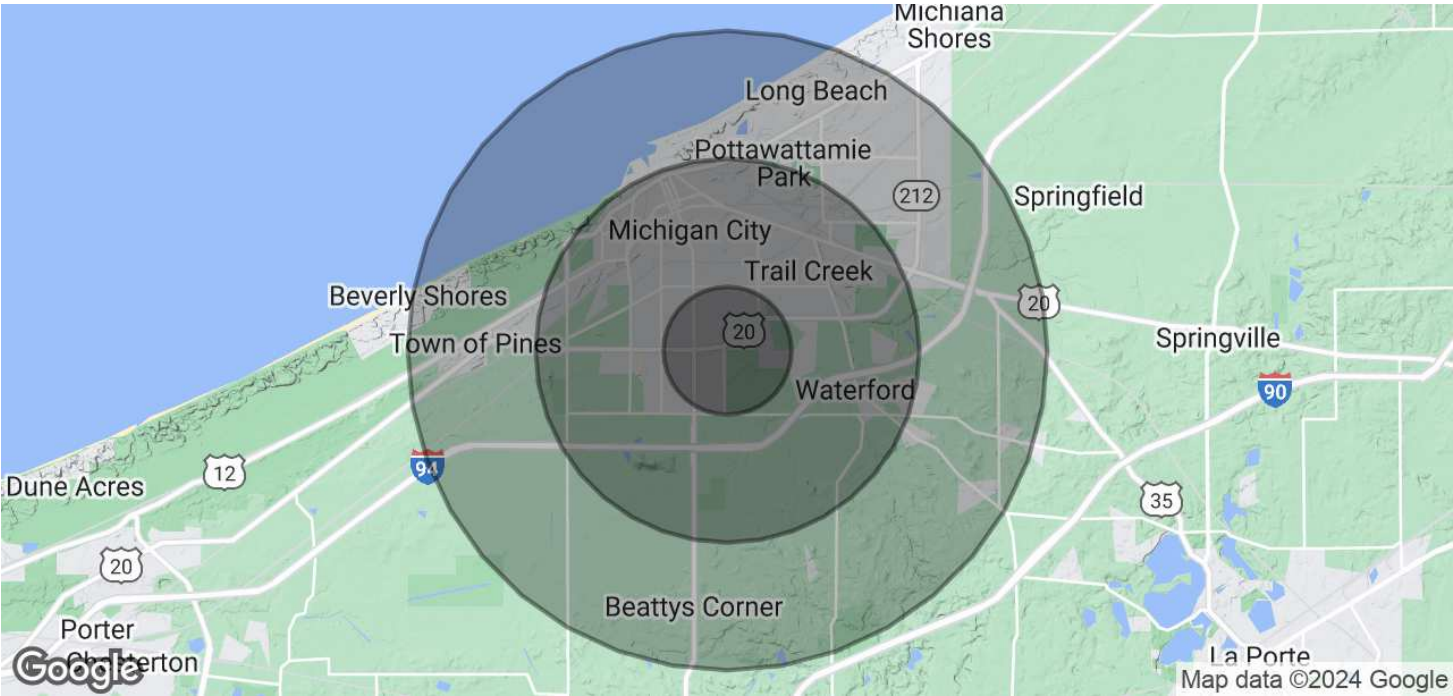 Michiana
Shores
Long Beach
Pottawattamie
Park
212
Springfield
Michigan City
Trail Creek
Beverly Shores
20
20
Town of Pines
Springville
Waterford
90
94
12
Dune Acres
35
20
Beattys Corner
Porter
Chesterton
La Porte
Google
Map data ©2024 Google